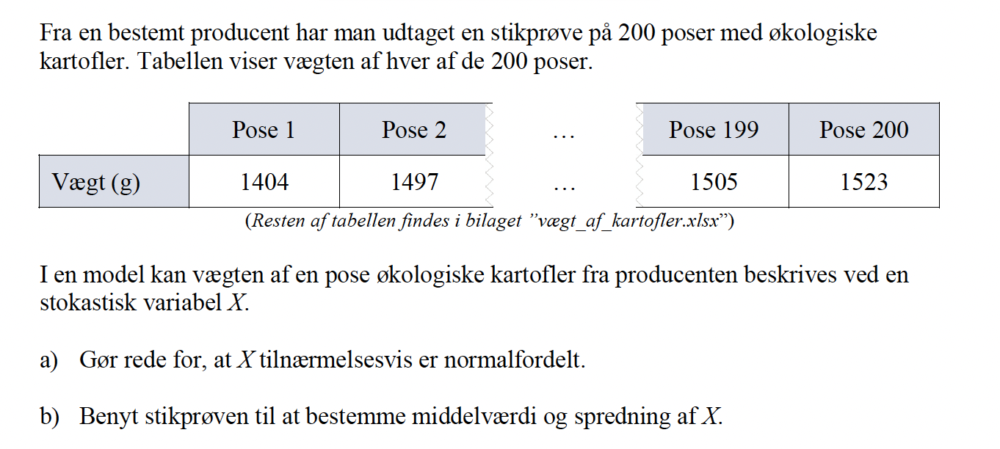 Fra en bestemt producent har man udtaget en stikprøve på 200 poser med økologiske
kartofler. Tabellen viser vægten af hver af de 200 poser.
Pose 1 Pose 2 … Pose 199 Pose 200
Vægt (g) 1404 1497 … 1505 1523
(Resten af tabellen findes i bilaget ”vægt_af_kartofler.xlsx”)
I en model kan vægten af en pose økologiske kartofler fra producenten beskrives ved en
stokastisk variabel X.
a) Gør rede for, at X tilnærmelsesvis er normalfordelt.
b) Benyt stikprøven til at bestemme middelværdi og spredning af X.